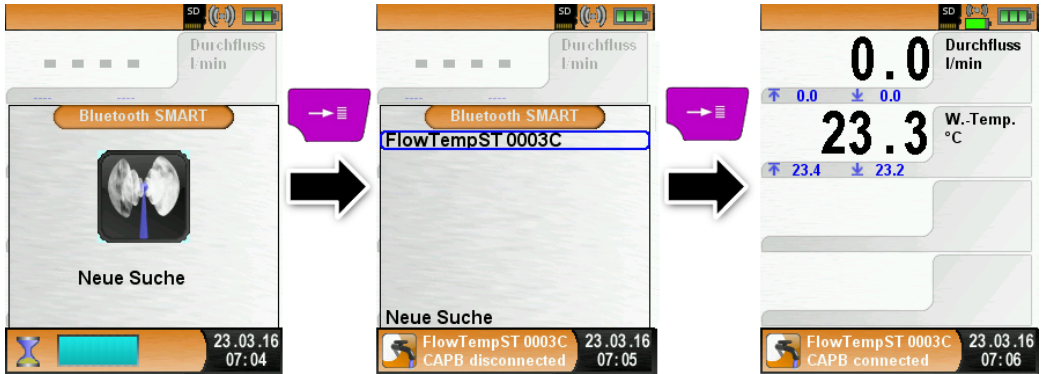 SD
Durchfluss
l/min
Bluetooth SMART
Neue Suche
23.03.16
07:04
SD
Durchfluss
l/min
Bluetooth SMART
FlowTempST 0003C
Neue Suche
FlowTempST 0003C
CAPB disconnected
23.03.16
07:05
SD
0.0
Durchfluss
l/min
0.0 0.0
23.3
W.-Temp.
°C
23.4 23.2
FlowTempST 0003C
CAPB connected
23.03.16
07:06